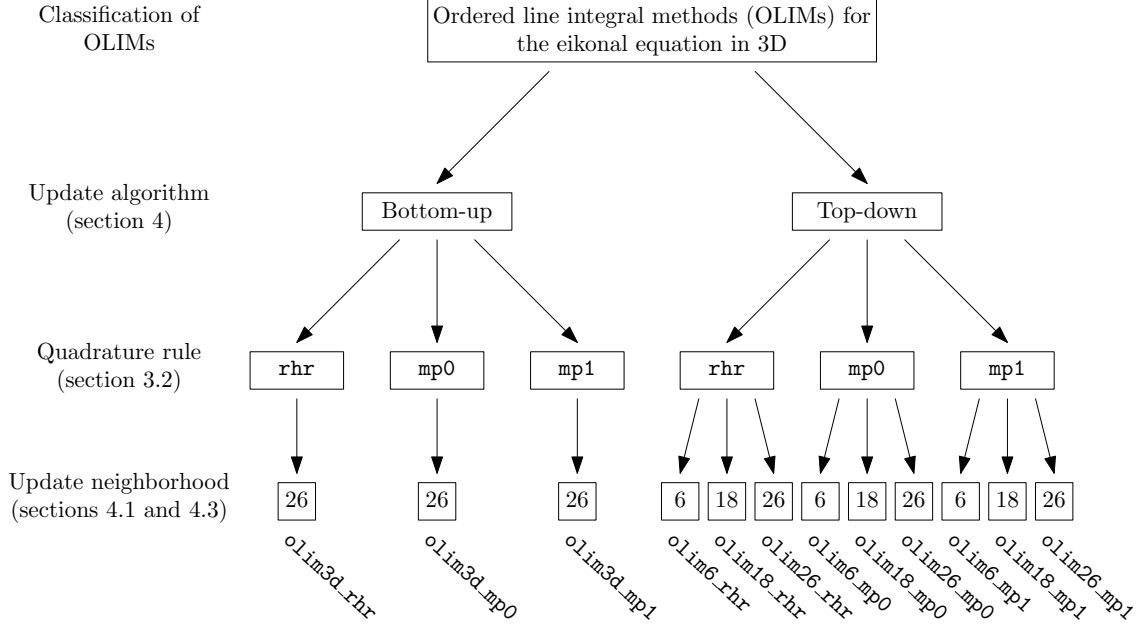 Classification of
OLIMs
Ordered line integral methods (OLIMs) for
the eikonal equation in 3D
Update algorithm
(section 4)
Bottom-up
Top-down
Quadrature rule
(section 3.2)
rhr
mp0
mp1
rhr
mp0
mp1
Update neighborhood
(sections 4.1 and 4.3)
26
26
26
6
18
26
6
18
26
6
18
26
olim3d_rhr
olim3d_mp0
olim3d_mp1
olim6_rhr
olim18_rhr
olim26_rhr
olim6_mp0
olim18_mp0
olim26_mp0
olim6_mp1
olim18_mp1
olim26_mp1